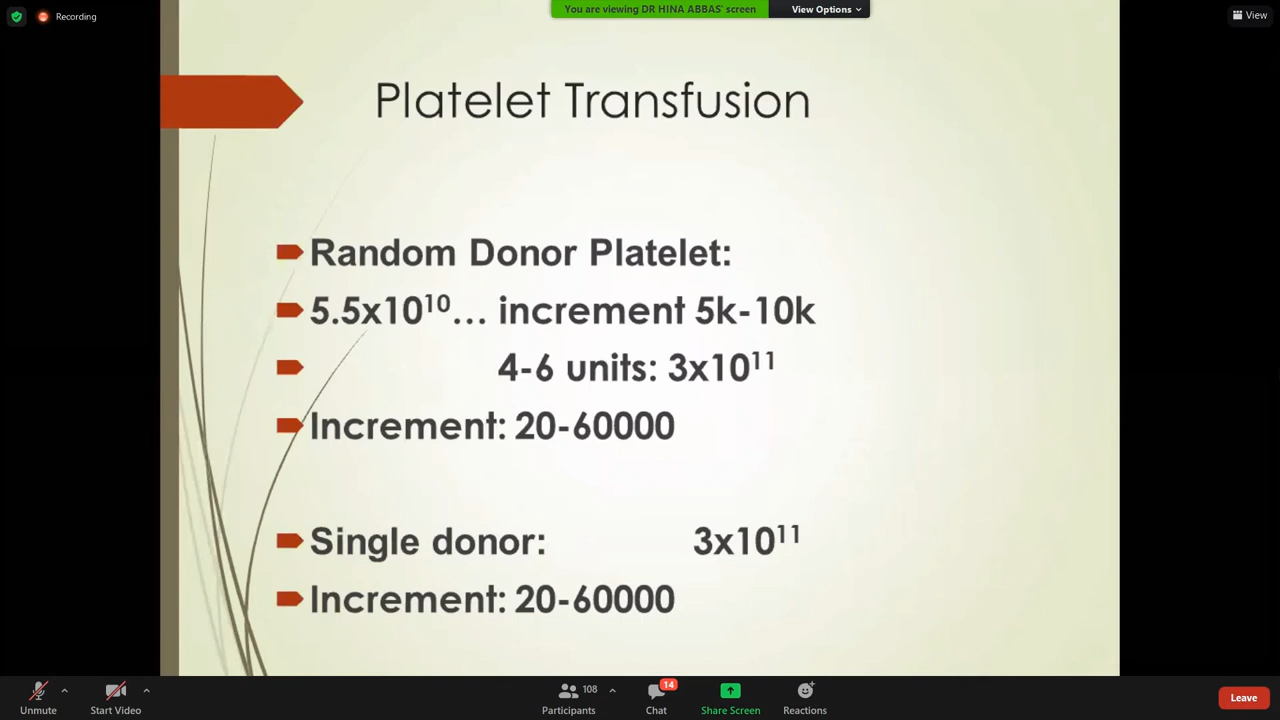 Recording
You are viewing DR HINA ABBAS' screen
View Options
View
Platelet Transfusion
Random Donor Platelet:
5.5x10¹⁰… increment 5k-10k
4-6 units: 3x10¹¹
Increment: 20-60000
Single donor: 3x10¹¹
Increment: 20-60000
Unmute
Start Video
108
Participants
14
Chat
Share Screen
Reactions
Leave